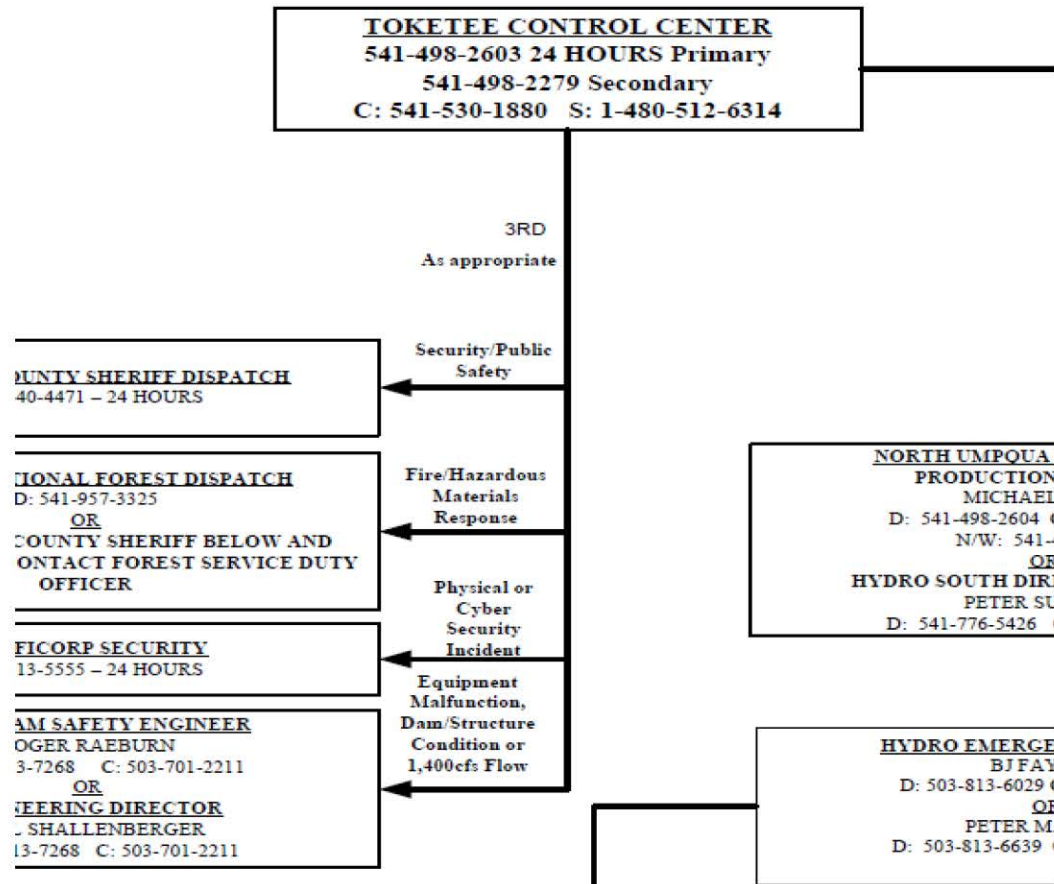 TOKETEE CONTROL CENTER
541-498-2603 24 HOURS Primary
541-498-2279 Secondary
C: 541-530-1880 S: 1-480-512-6314
3RD
As appropriate
Security/Public
Safety
OUNTY SHERIFF DISPATCH
40-4471 – 24 HOURS
Fire/Hazardous
Materials
Response
TIONAL FOREST DISPATCH
D: 541-957-3325
OR
COUNTY SHERIFF BELOW AND
ONTACT FOREST SERVICE DUTY
OFFICER
Physical or
Cyber
Security
Incident
FICORP SECURITY
13-5555 – 24 HOURS
Equipment
Malfunction,
Dam/Structure
Condition or
1,400cfs Flow
AM SAFETY ENGINEER
OGER RAEBURN
3-7268 C: 503-701-2211
OR
NEERING DIRECTOR
L SHALLENBERGER
13-7268 C: 503-701-2211
NORTH UMPQUA
PRODUCTION
MICHAEL
D: 541-498-2604
N/W: 541-
OR
HYDRO SOUTH DIR
PETER SU
D: 541-776-5426
HYDRO EMERGE
BJ FAY
D: 503-813-6029
OR
PETER M
D: 503-813-6639